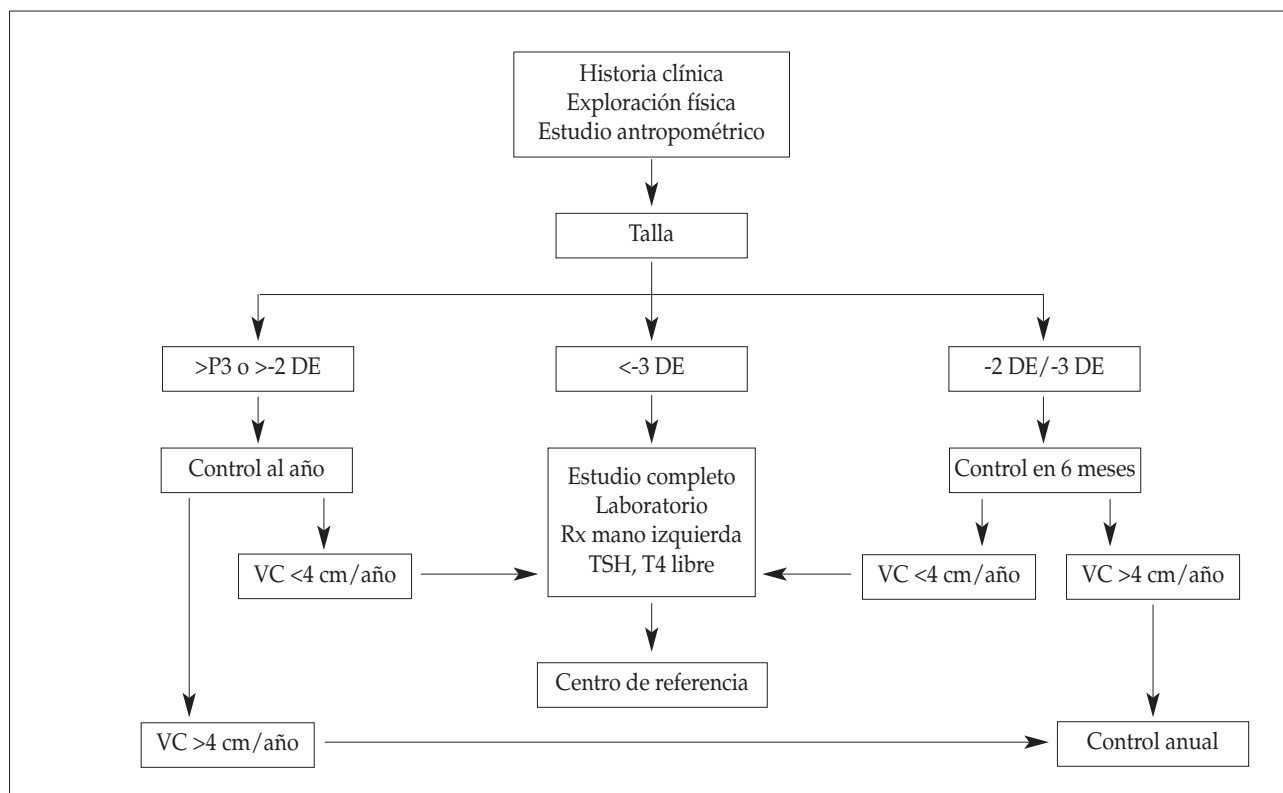 Historia clínica
Exploración física
Estudio antropométrico
Talla
>P3 o >-2 DE
<-3 DE
-2 DE/-3 DE
Control al año
Estudio completo
Laboratorio
Rx mano izquierda
TSH, T4 libre
Control en 6 meses
VC <4 cm/año
VC <4 cm/año
VC >4 cm/año
Centro de referencia
VC >4 cm/año
Control anual